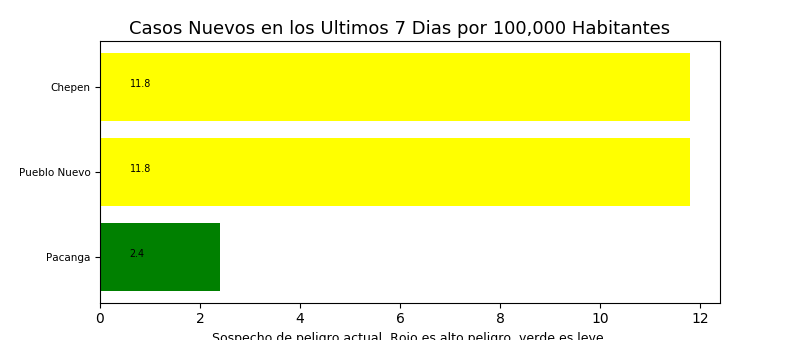 Casos Nuevos en los Ultimos 7 Dias por 100,000 Habitantes
Chepen
11.8
Pueblo Nuevo
11.8
Pacanga
2.4
0 2 4 6 8 10 12
Sospecho de peligro actual. Rojo es alto peligro, verde es leve